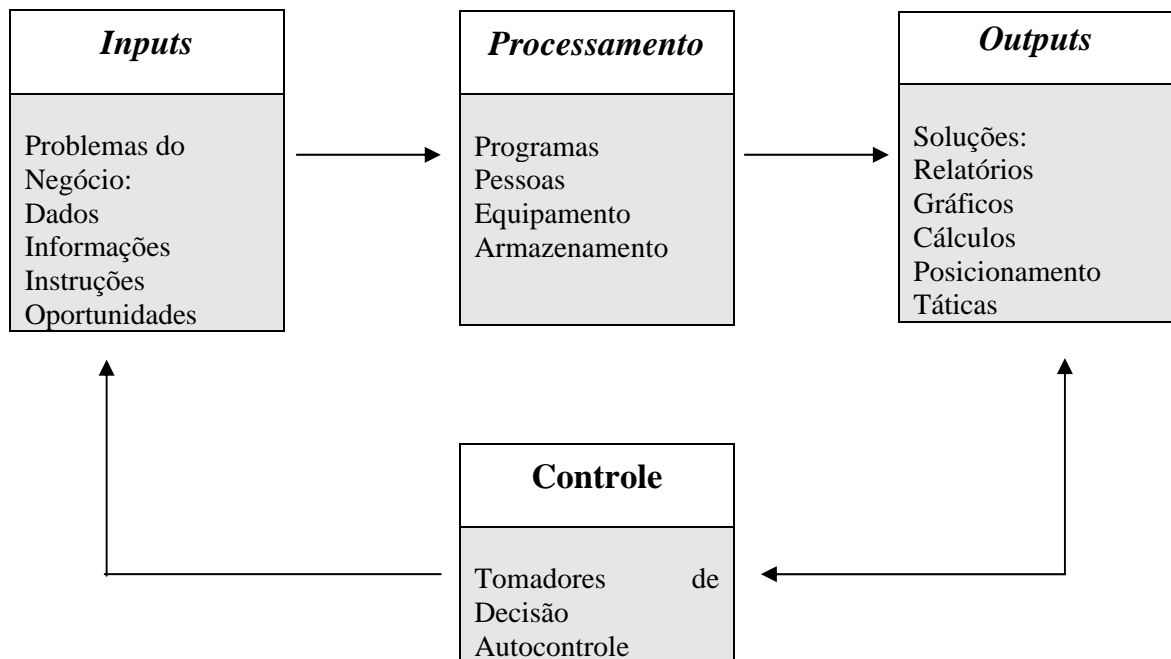 Inputs
Problemas do
Negócio:
Dados
Informações
Instruções
Oportunidades
Processamento
Programas
Pessoas
Equipamento
Armazenamento
Outputs
Soluções:
Relatórios
Gráficos
Cálculos
Posicionamento
Táticas
Controle
Tomadores de
Decisão
Autocontrole